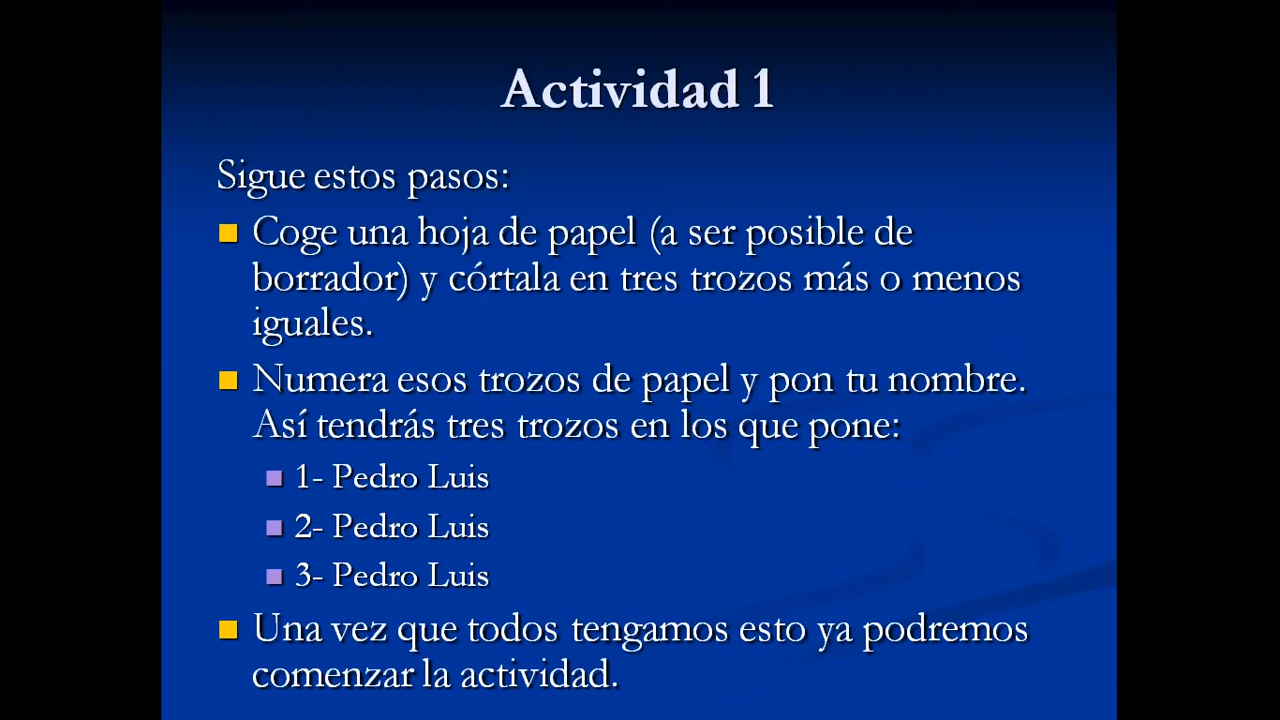 Actividad 1
Sigue estos pasos:
Coge una hoja de papel (a ser posible de
borrador) y córtala en tres trozos más o menos
iguales.
Numera esos trozos de papel y pon tu nombre.
Así tendrás tres trozos en los que pone:
1- Pedro Luis
2- Pedro Luis
3- Pedro Luis
Una vez que todos tengamos esto ya podremos
comenzar la actividad.